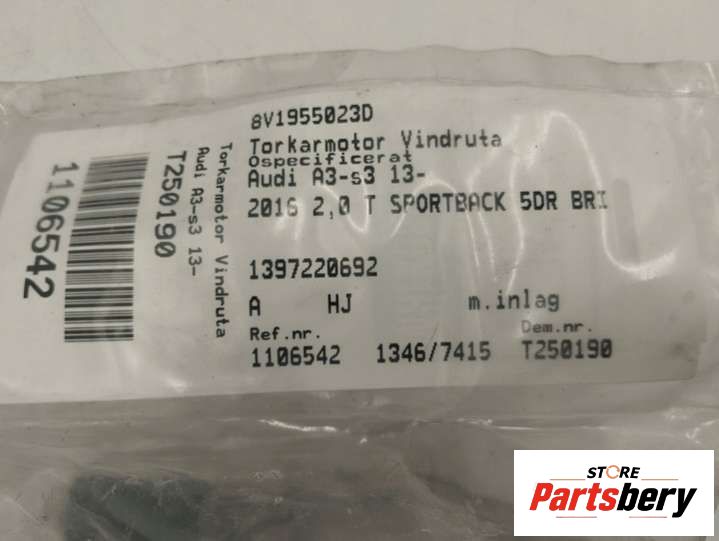 8V1955023D
Torkarmotor Vindruta
Ospecificerat
Audi A3-s3 13-
2016 2,0 T SPORTBACK 5DR BRI
1397220692
A HJ m.inlag
Ref.nr. Dem.nr.
1106542 1346/7415 T250190
Torkarmotor Vindruta
Audi A3-s3 13-
T250190
1106542
STORE
Partsbery